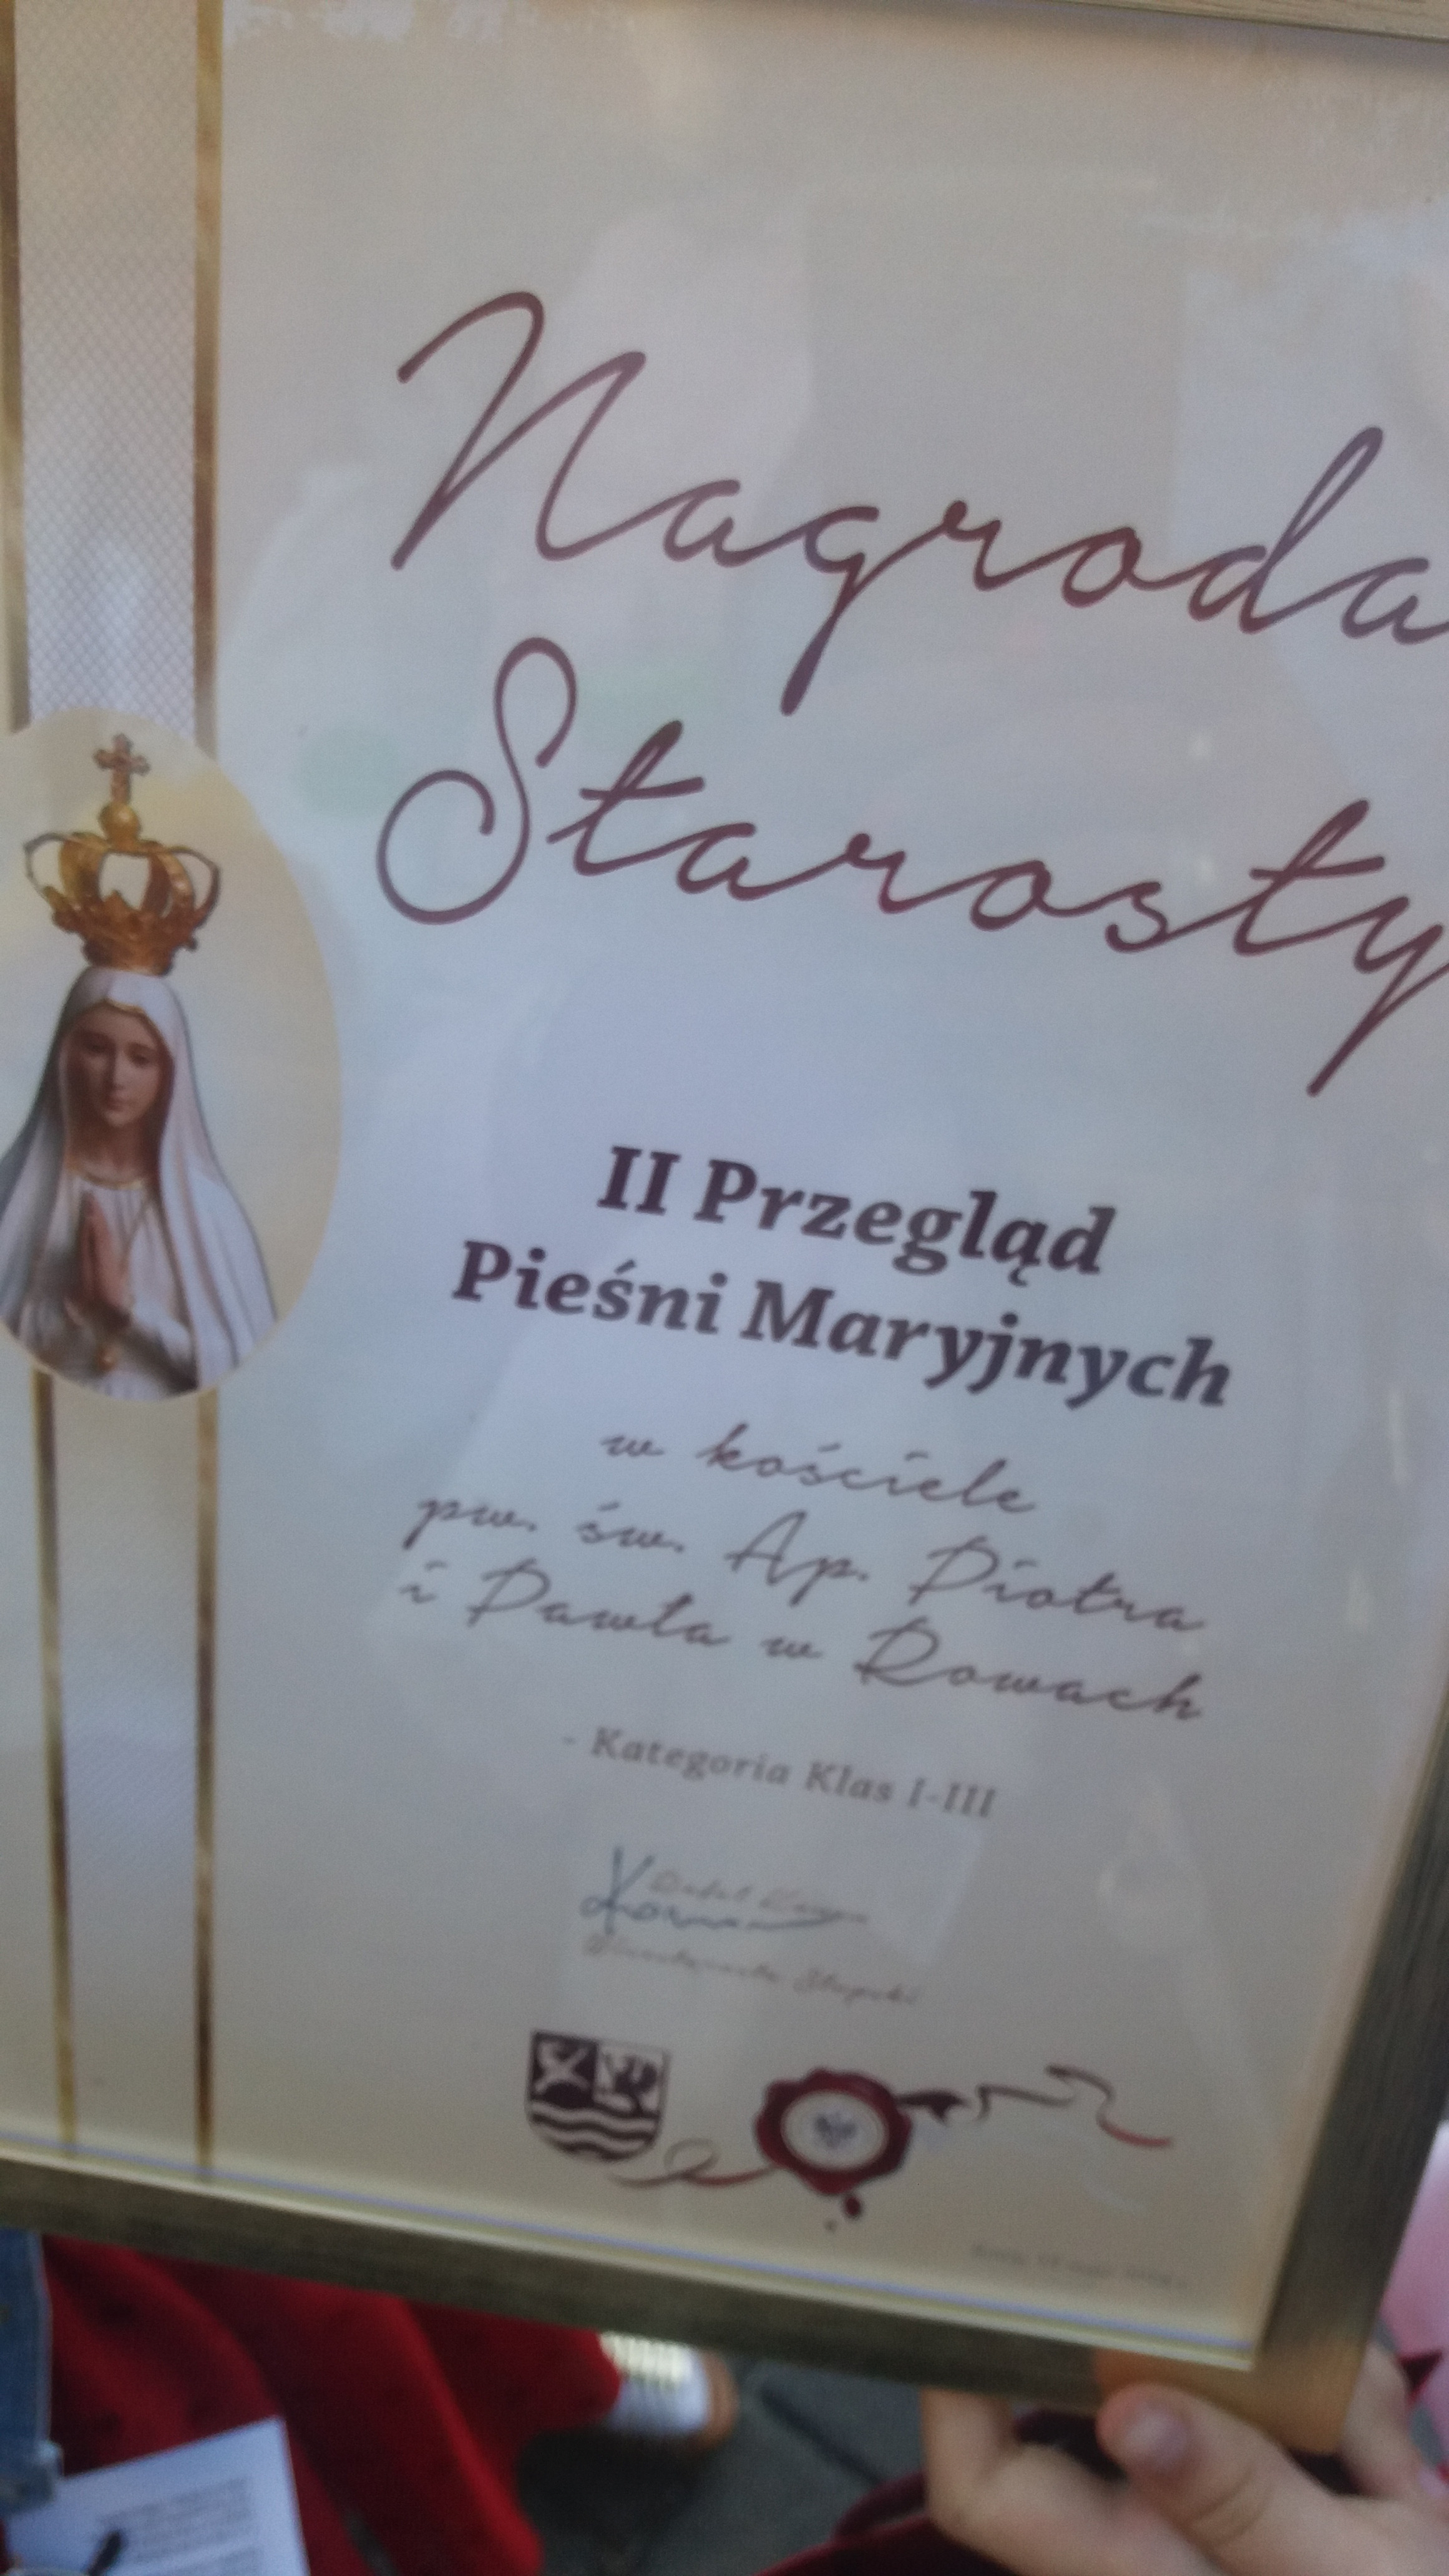 Nagroda
Starosty
II Przegląd
Pieśni Maryjnych
w kościele
pw. św. Ap. Piotra
i Pawła w Rowach
- Kategoria Klas I-III